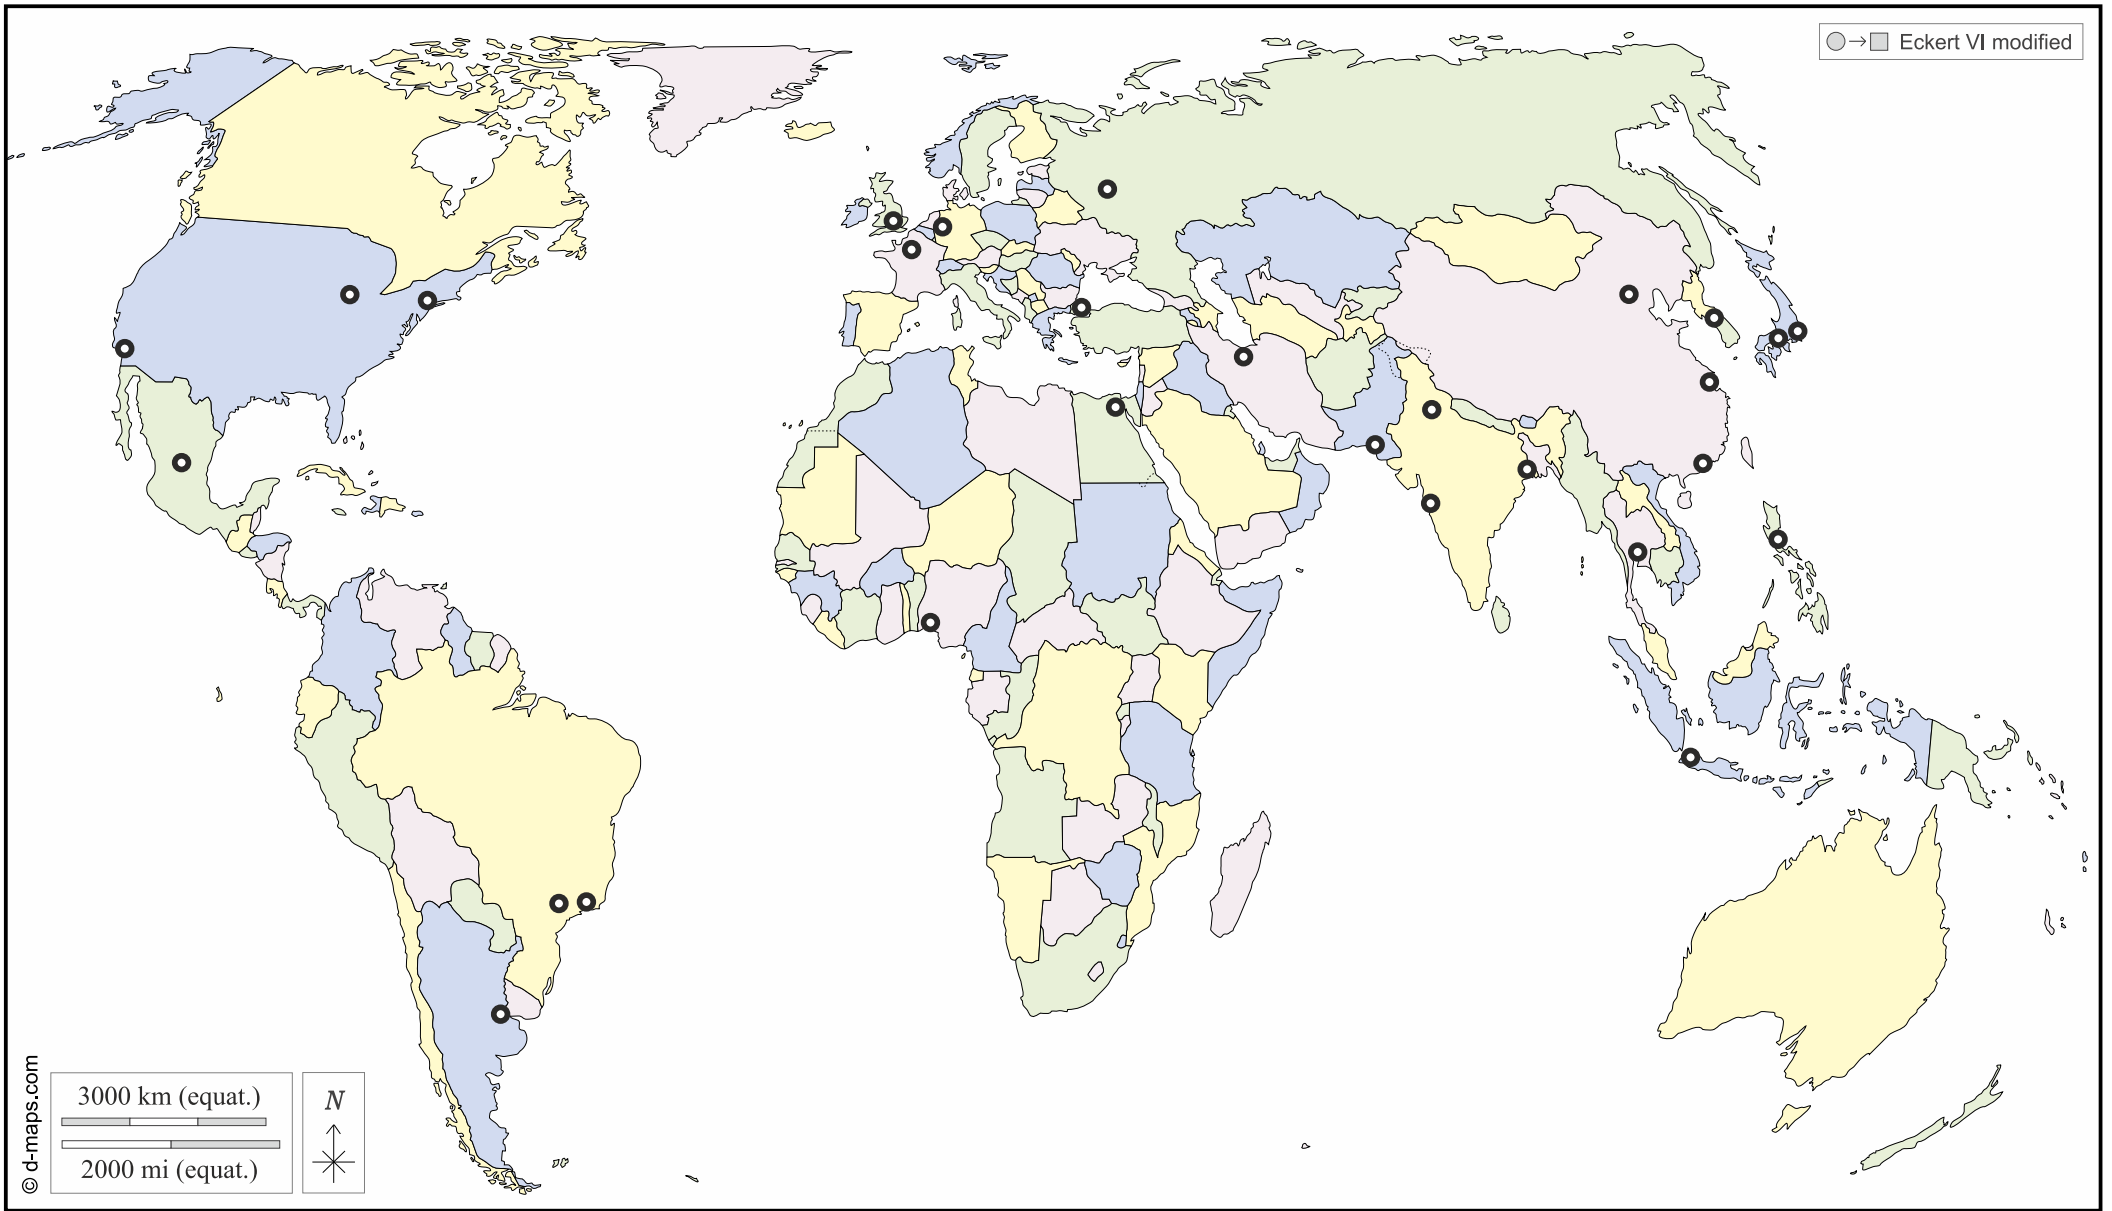 Eckert VI modified
3000 km (equat.)
2000 mi (equat.)
N
© d-maps.com